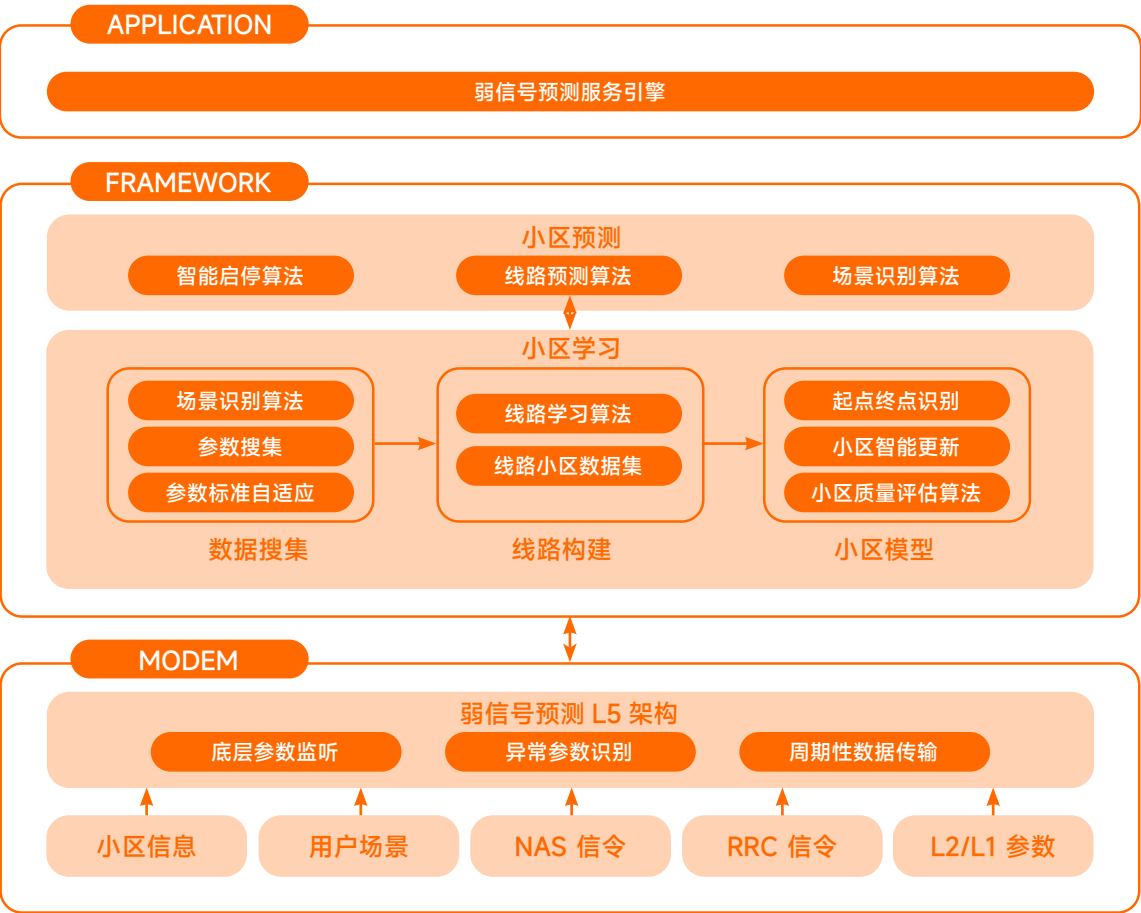 APPLICATION
弱信号预测服务引擎
FRAMEWORK
小区预测
智能启停算法
线路预测算法
场景识别算法
小区学习
场景识别算法
参数搜集
参数标准自适应
数据搜集
线路学习算法
线路小区数据集
线路构建
起点终点识别
小区智能更新
小区质量评估算法
小区模型
MODEM
弱信号预测 L5 架构
底层参数监听
异常参数识别
周期性数据传输
小区信息
用户场景
NAS 信令
RRC 信令
L2/L1 参数